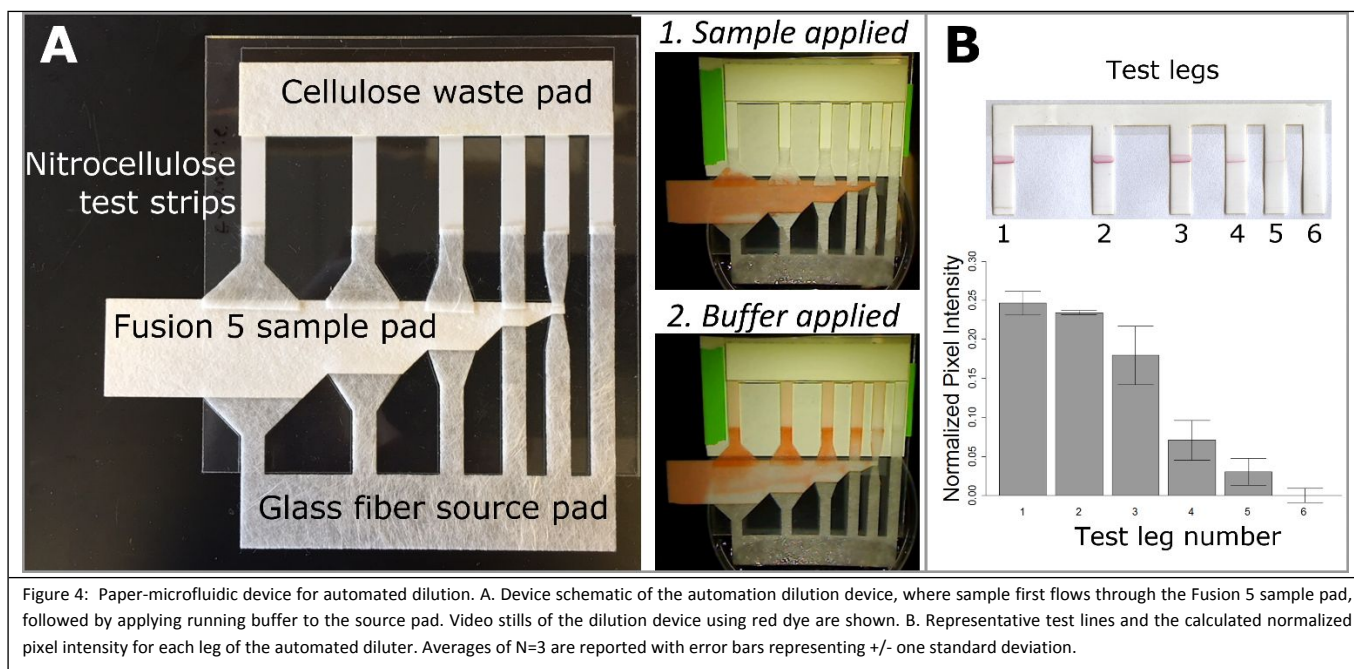 A
Cellulose waste pad
Nitrocellulose
test strips
Fusion 5 sample pad
Glass fiber source pad
1. Sample applied
2. Buffer applied
B
Test legs
1 2 3 4 5 6
Normalized Pixel Intensity
0.30
0.25
0.20
0.15
0.10
0.05
0.00
1 2 3 4 5 6
Test leg number
Figure 4: Paper-microfluidic device for automated dilution. A. Device schematic of the automation dilution device, where sample first flows through the Fusion 5 sample pad,
followed by applying running buffer to the source pad. Video stills of the dilution device using red dye are shown. B. Representative test lines and the calculated normalized
pixel intensity for each leg of the automated diluter. Averages of N=3 are reported with error bars representing +/- one standard deviation.